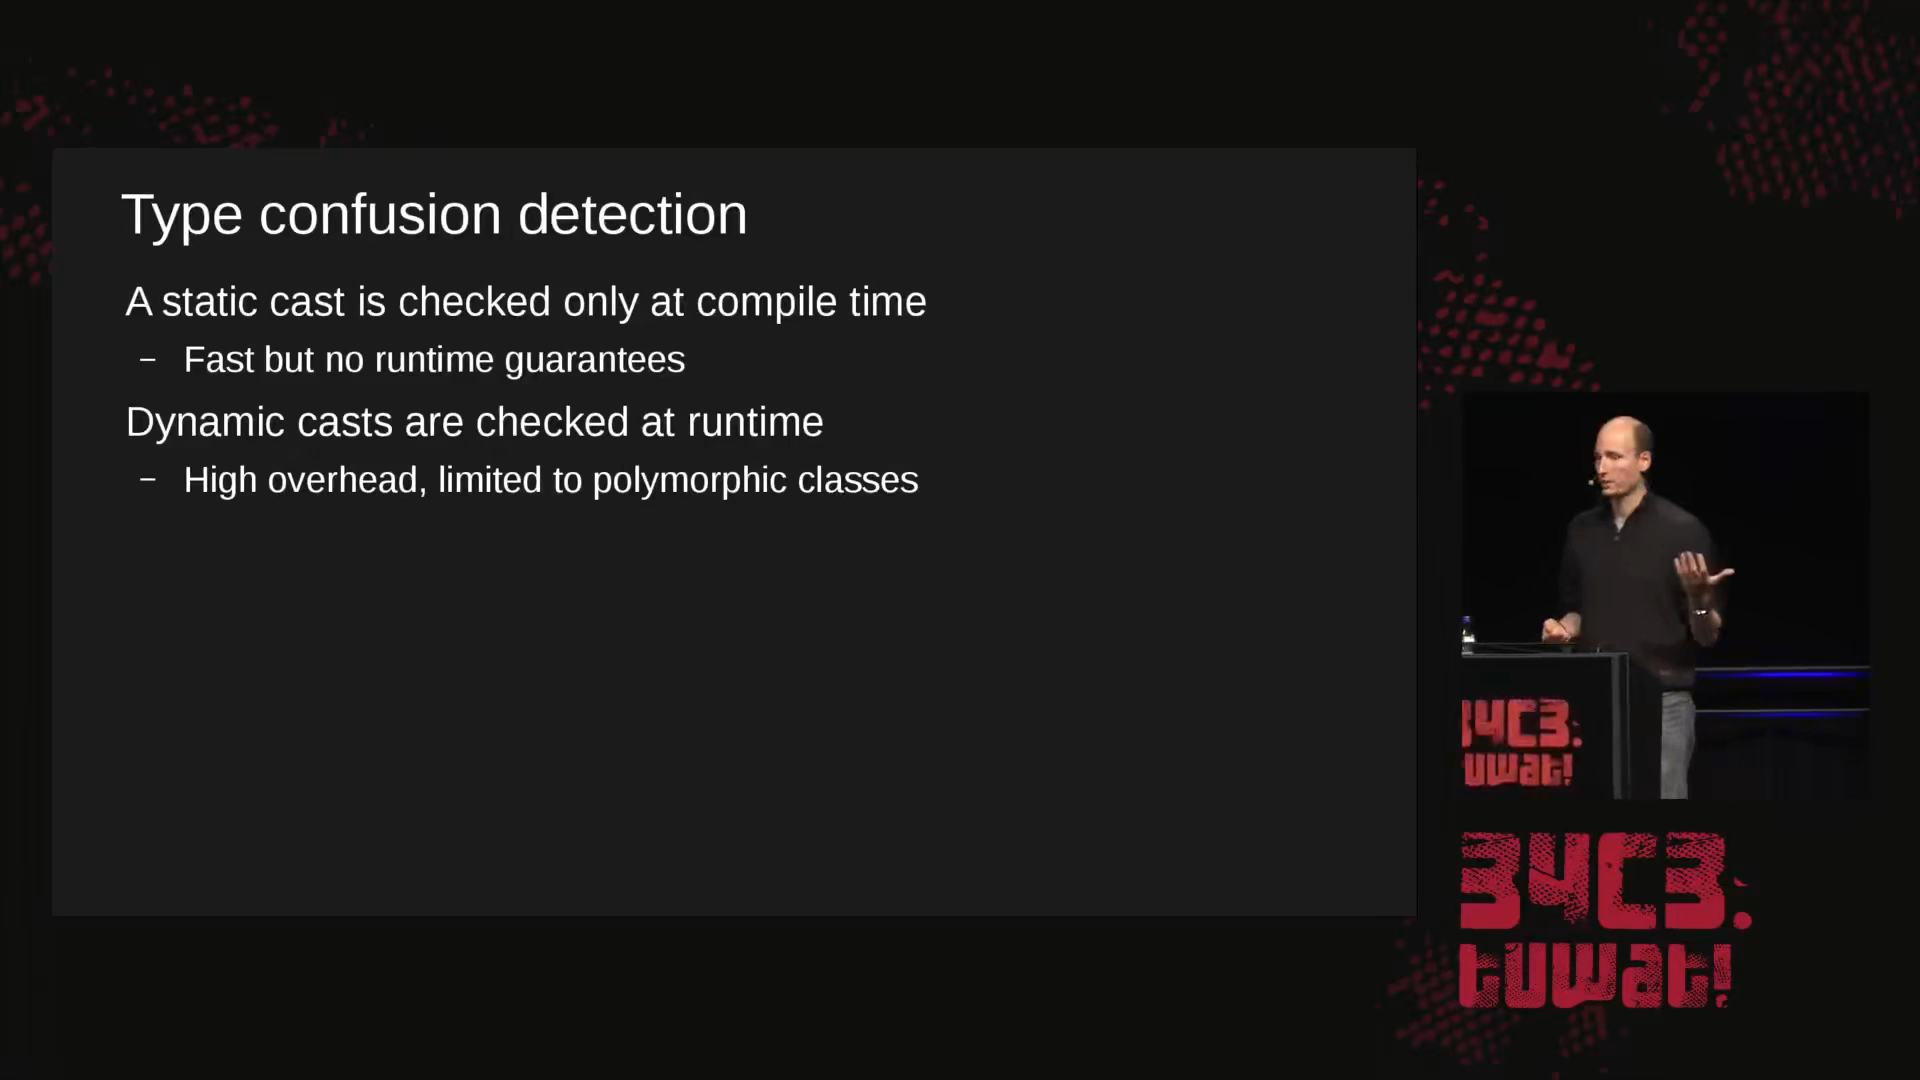 Type confusion detection
A static cast is checked only at compile time
– Fast but no runtime guarantees
Dynamic casts are checked at runtime
– High overhead, limited to polymorphic classes
34C3:
tuwat!
34C3:
tuwat!